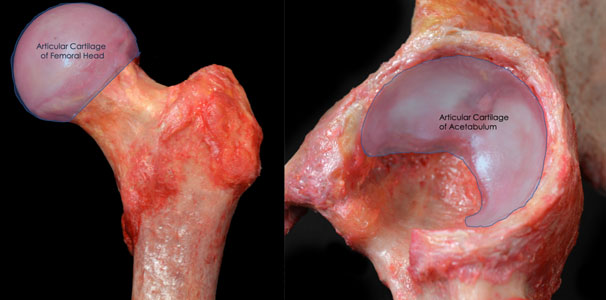 Articular Cartilage
of Femoral Head
Articular Cartilage
of Acetabulum